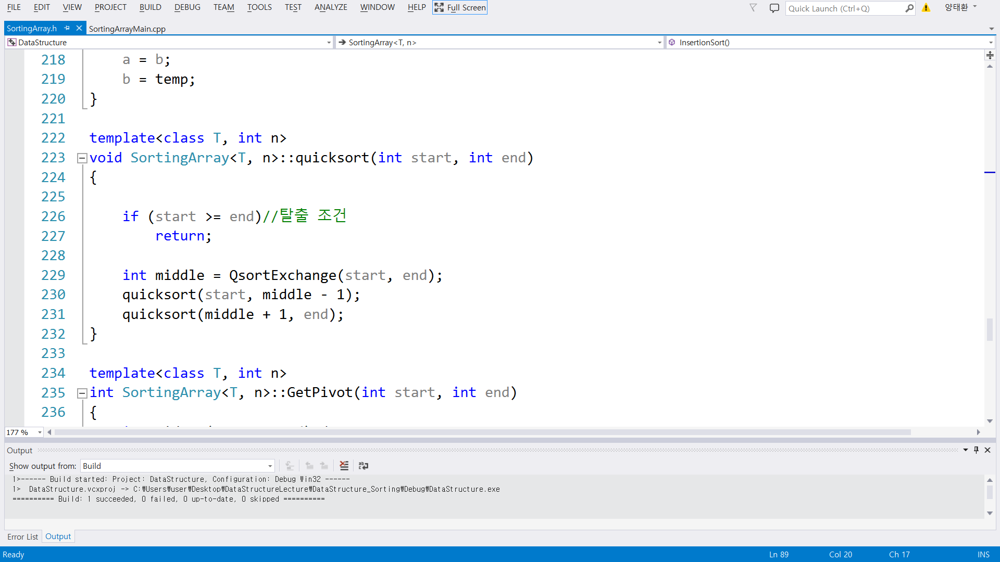 FILE EDIT VIEW PROJECT BUILD DEBUG TEAM TOOLS TEST ANALYZE WINDOW HELP Full Screen Quick Launch (Ctrl+Q) 양태환
SortingArray.h SortingArrayMain.cpp
DataStructure SortingArray<T, n> InsertionSort()
218 a = b;
219 b = temp;
220 }
221
222 template<class T, int n>
223 void SortingArray<T, n>::quicksort(int start, int end)
224 {
225
226 if (start >= end)//탈출 조건
227 return;
228
229 int middle = QsortExchange(start, end);
230 quicksort(start, middle - 1);
231 quicksort(middle + 1, end);
232 }
233
234 template<class T, int n>
235 int SortingArray<T, n>::GetPivot(int start, int end)
236 {
177 %
Output
Show output from: Build
1>------ Build started: Project: DataStructure, Configuration: Debug Win32 ------
1>  DataStructure.vcxproj -> C:₩Users₩user₩Desktop₩DataStructureLecture₩DataStructure_Sorting₩Debug₩DataStructure.exe
========== Build: 1 succeeded, 0 failed, 0 up-to-date, 0 skipped ==========
Error List Output
Ready Ln 89 Col 20 Ch 17 INS